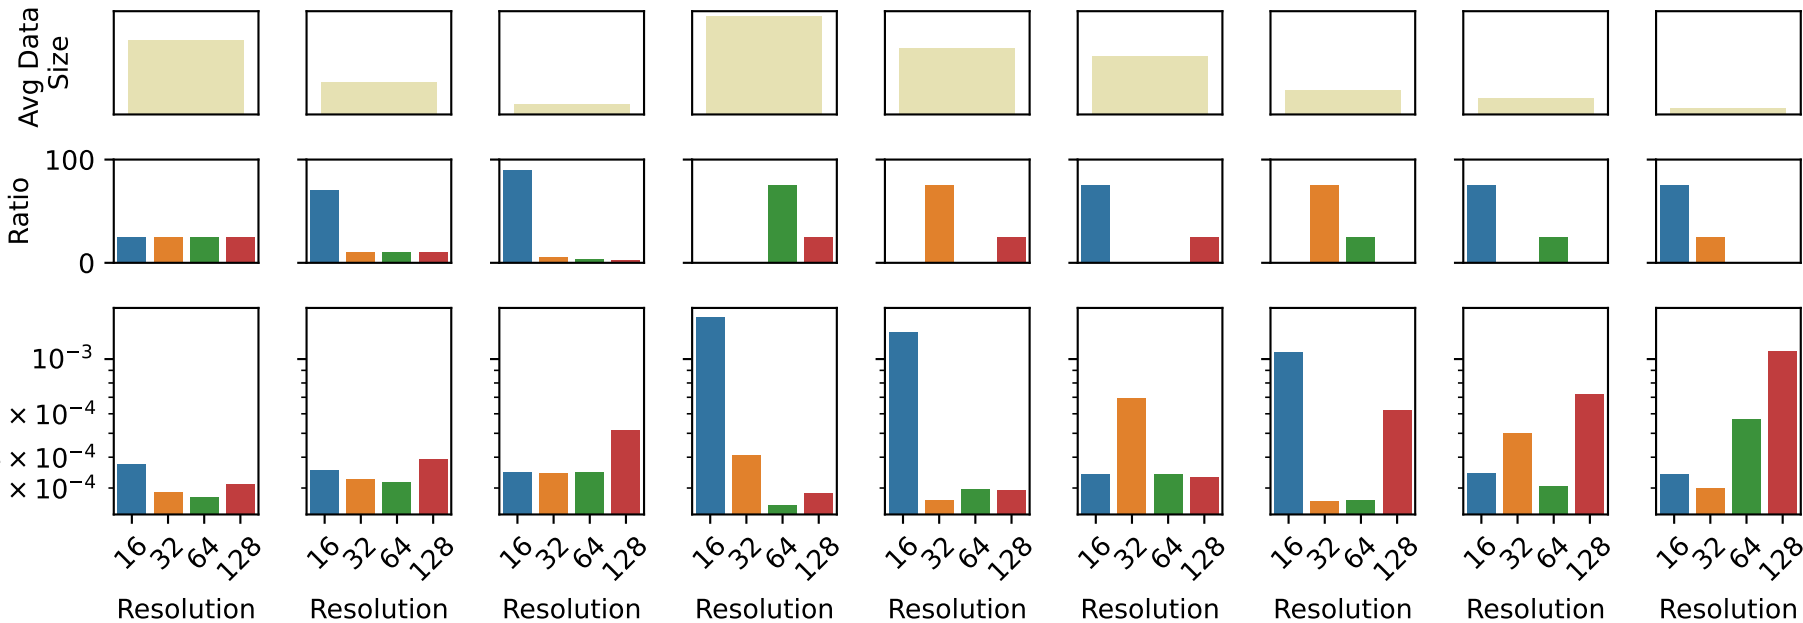 Avg Data
Size
100
0
Ratio
10⁻³
× 10⁻⁴
× 10⁻⁴
× 10⁻⁴
16 32 64 128 16 32 64 128 16 32 64 128 16 32 64 128 16 32 64 128 16 32 64 128 16 32 64 128 16 32 64 128 16 32 64 128
Resolution Resolution Resolution Resolution Resolution Resolution Resolution Resolution Resolution